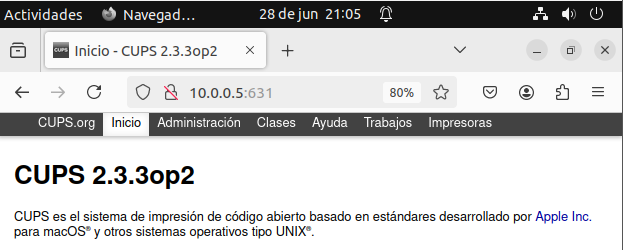 Actividades Navegad… 28 de jun 21:05
CUPS Inicio - CUPS 2.3.3op2
10.0.0.5:631 80%
CUPS.org Inicio Administración Clases Ayuda Trabajos Impresoras
CUPS 2.3.3op2
CUPS es el sistema de impresión de código abierto basado en estándares desarrollado por Apple Inc.
para macOS® y otros sistemas operativos tipo UNIX®.